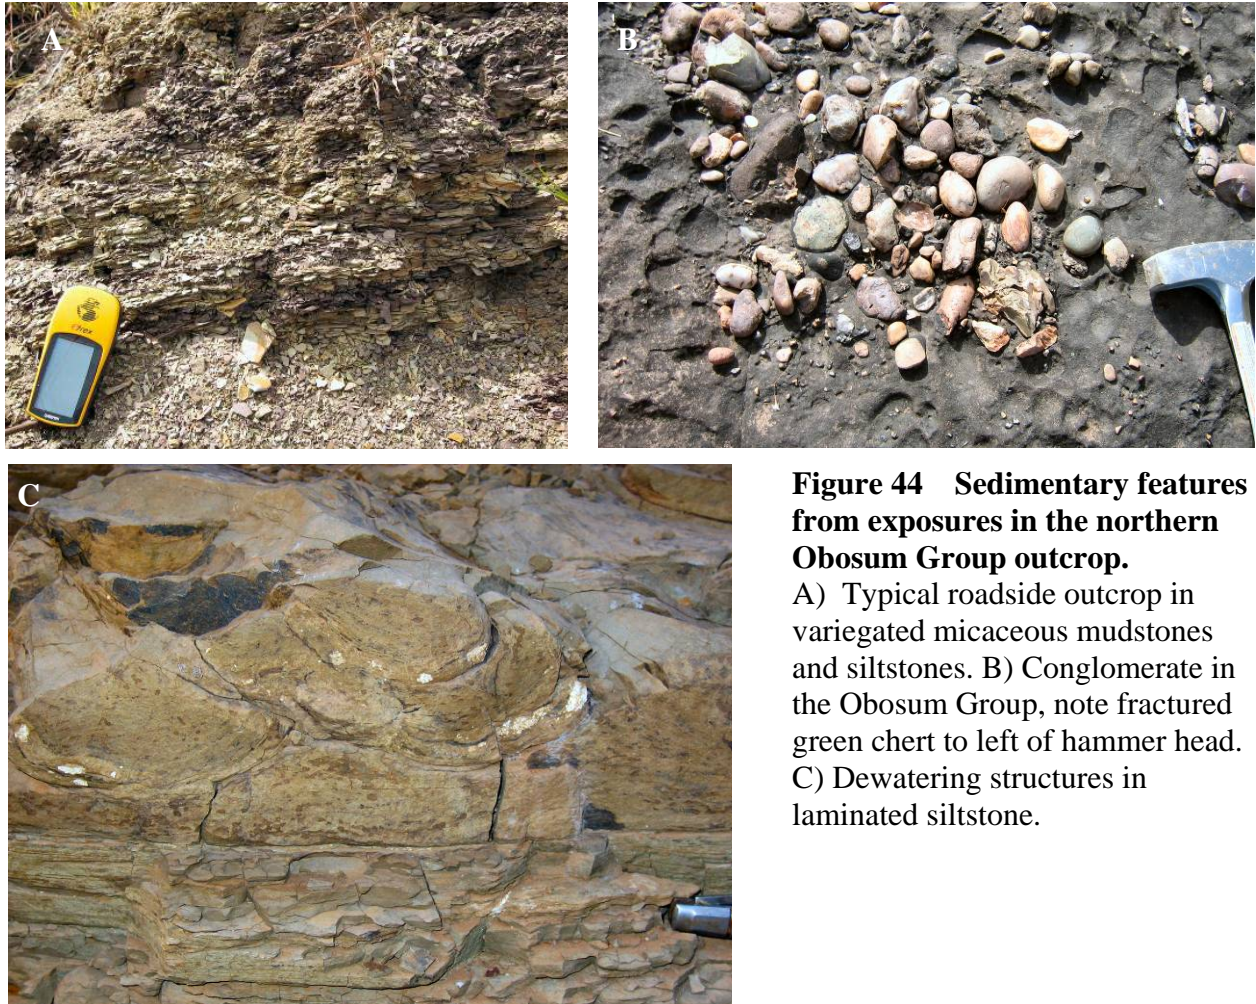 A
B
eTrex
GARMIN
C
Figure 44 Sedimentary features
from exposures in the northern
Obosum Group outcrop.
A) Typical roadside outcrop in
variegated micaceous mudstones
and siltstones. B) Conglomerate in
the Obosum Group, note fractured
green chert to left of hammer head.
C) Dewatering structures in
laminated siltstone.